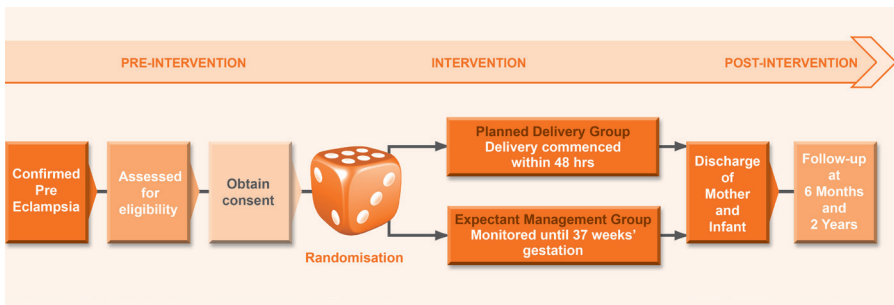 PRE-INTERVENTION
INTERVENTION
POST-INTERVENTION
Confirmed
Pre
Eclampsia
Assessed
for
eligibility
Obtain
consent
Randomisation
Planned Delivery Group
Delivery commenced
within 48 hrs
Expectant Management Group
Monitored until 37 weeks'
gestation
Discharge
of
Mother
and
Infant
Follow-up
at
6 Months
and
2 Years